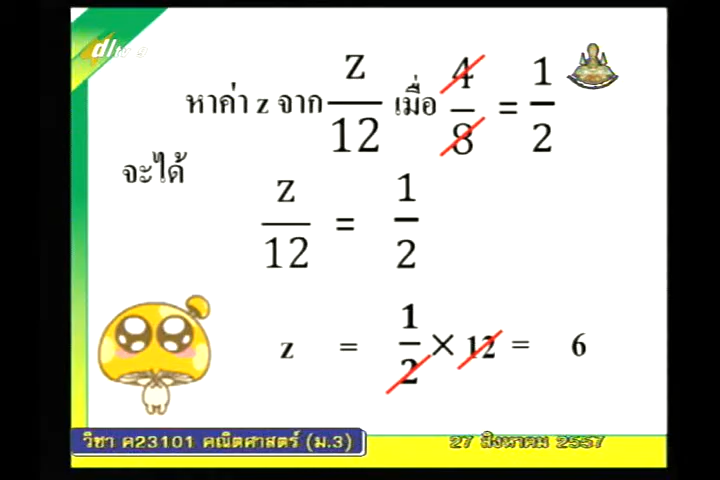 dltv 9
หาค่า z จาก z/12 เมื่อ 4/8 = 1/2
จะได้
z/12 = 1/2
z = 1/2 × 12 = 6
วิชา ค23101 คณิตศาสตร์ (ม.3)
27 สิงหาคม 2557